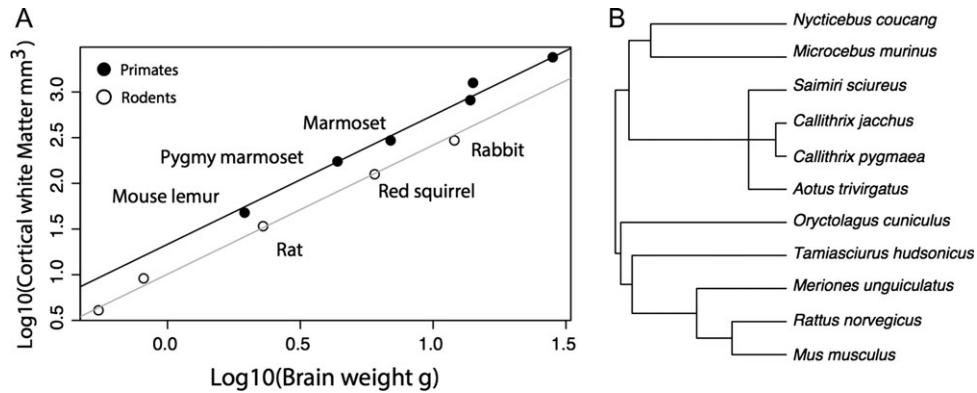 A
Log10(Cortical white Matter mm3)
3.0
2.5
2.0
1.5
1.0
0.5
Primates
Rodents
Marmoset
Pygmy marmoset
Mouse lemur
Rabbit
Red squirrel
Rat
0.0
0.5
1.0
1.5
Log10(Brain weight g)
B
Nycticebus coucang
Microcebus murinus
Saimiri sciureus
Callithrix jacchus
Callithrix pygmaea
Aotus trivirgatus
Oryctolagus cuniculus
Tamiasciurus hudsonicus
Meriones unguiculatus
Rattus norvegicus
Mus musculus